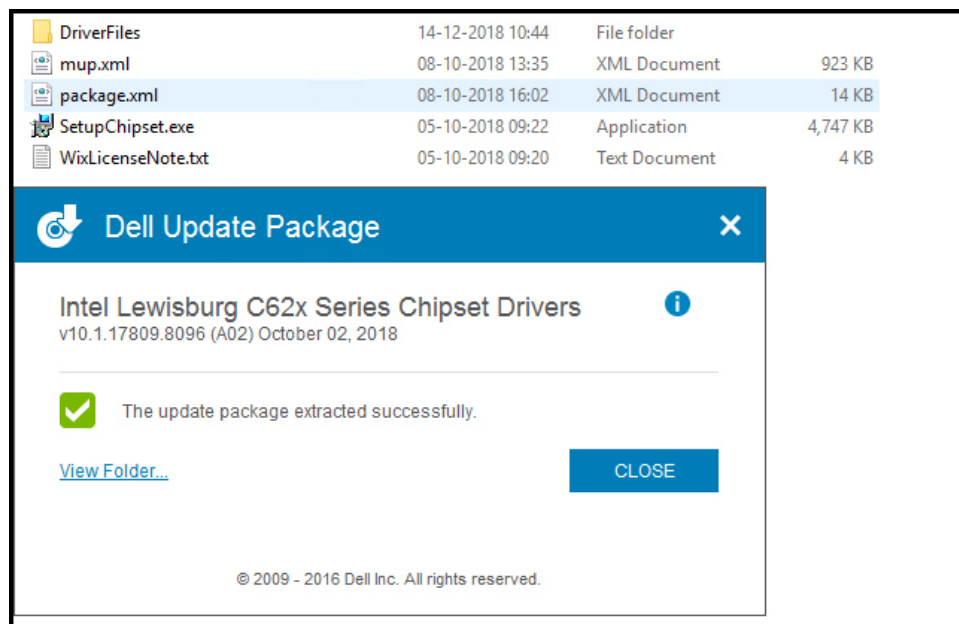 DriverFiles 14-12-2018 10:44 File folder
mup.xml 08-10-2018 13:35 XML Document 923 KB
package.xml 08-10-2018 16:02 XML Document 14 KB
SetupChipset.exe 05-10-2018 09:22 Application 4,747 KB
WixLicenseNote.txt 05-10-2018 09:20 Text Document 4 KB
Dell Update Package
Intel Lewisburg C62x Series Chipset Drivers
v10.1.17809.8096 (A02) October 02, 2018
The update package extracted successfully.
View Folder... CLOSE
© 2009 - 2016 Dell Inc. All rights reserved.